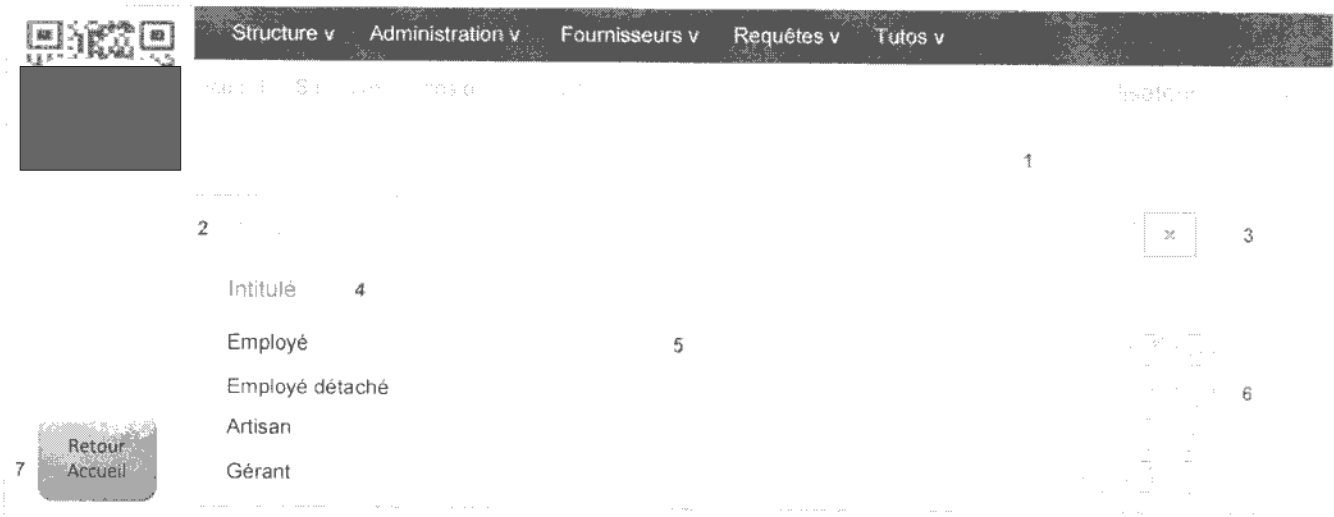 Structure v Administration v Fournisseurs v Requêtes v Tutos v
1
2
× 3
Intitulé 4
Employé 5
Employé détaché 6
Artisan
Gérant
Retour
7 Accueil